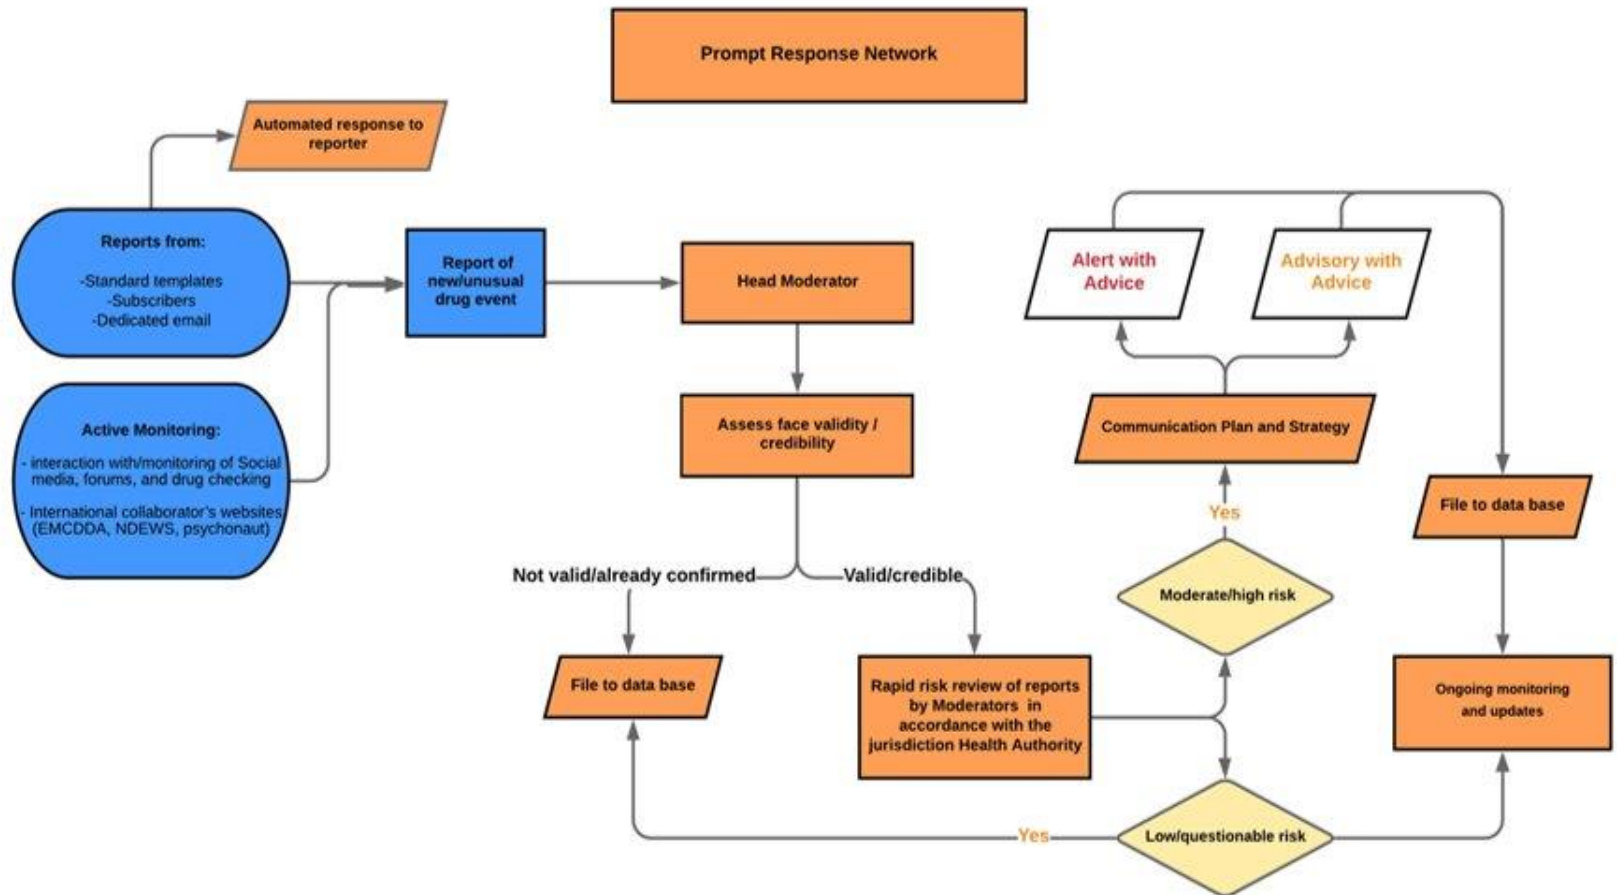 Prompt Response Network
Automated response to
reporter
Reports from:
-Standard templates
-Subscribers
-Dedicated email
Report of
new/unusual
drug event
Head Moderator
Alert with
Advice
Advisory with
Advice
Active Monitoring:
- interaction with/monitoring of Social
media, forums, and drug checking
- International collaborator's websites
(EMCDDA, NDEWS, psychonaut)
Assess face validity /
credibility
Communication Plan and Strategy
File to data base
Yes
Not valid/already confirmed
Valid/credible
Moderate/high risk
File to data base
Rapid risk review of reports
by Moderators in
accordance with the
jurisdiction Health Authority
Ongoing monitoring
and updates
Yes
Low/questionable risk